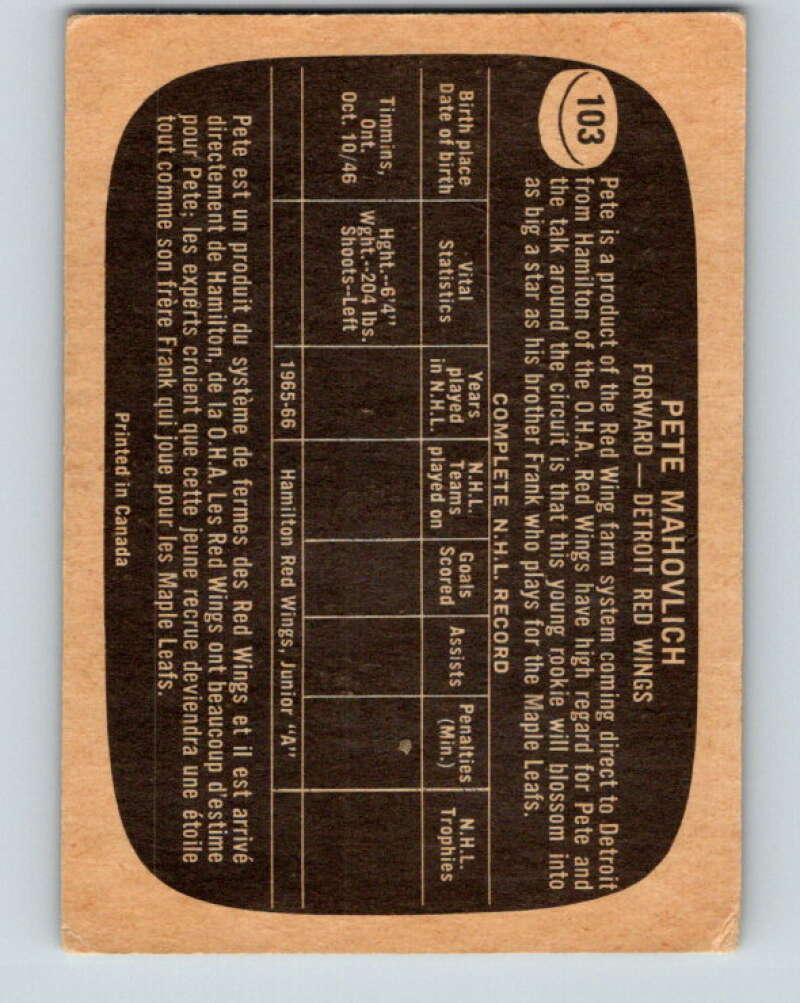 PETE MAHOVLICH
FORWARD — DETROIT RED WINGS
103
Pete is a product of the Red Wing farm system coming direct to Detroit
from Hamilton of the O.H.A. Red Wings have high regard for Pete and
the talk around the circuit is that this young rookie will blossom into
as big a star as his brother Frank who plays for the Maple Leafs.
COMPLETE N.H.L. RECORD
Birth place
Date of birth
Vital
Statistics
Years
played
in N.H.L.
N.H.L.
Teams
played on
Goals
Scored
Assists
Penalties
(Min.)
N.H.L.
Trophies
Timmins,
Ont.
Oct. 10/46
Hght.--6'4"
Wght.--204 lbs.
Shoots--Left
1965-66
Hamilton Red Wings, Junior "A"
Pete est un produit du système de fermes des Red Wings et il est arrivé
directement de Hamilton, de la O.H.A. Les Red Wings ont beaucoup d'estime
pour Pete; les experts croient que cette jeune recrue deviendra une étoile
tout comme son frère Frank qui joue pour les Maple Leafs.
Printed in Canada